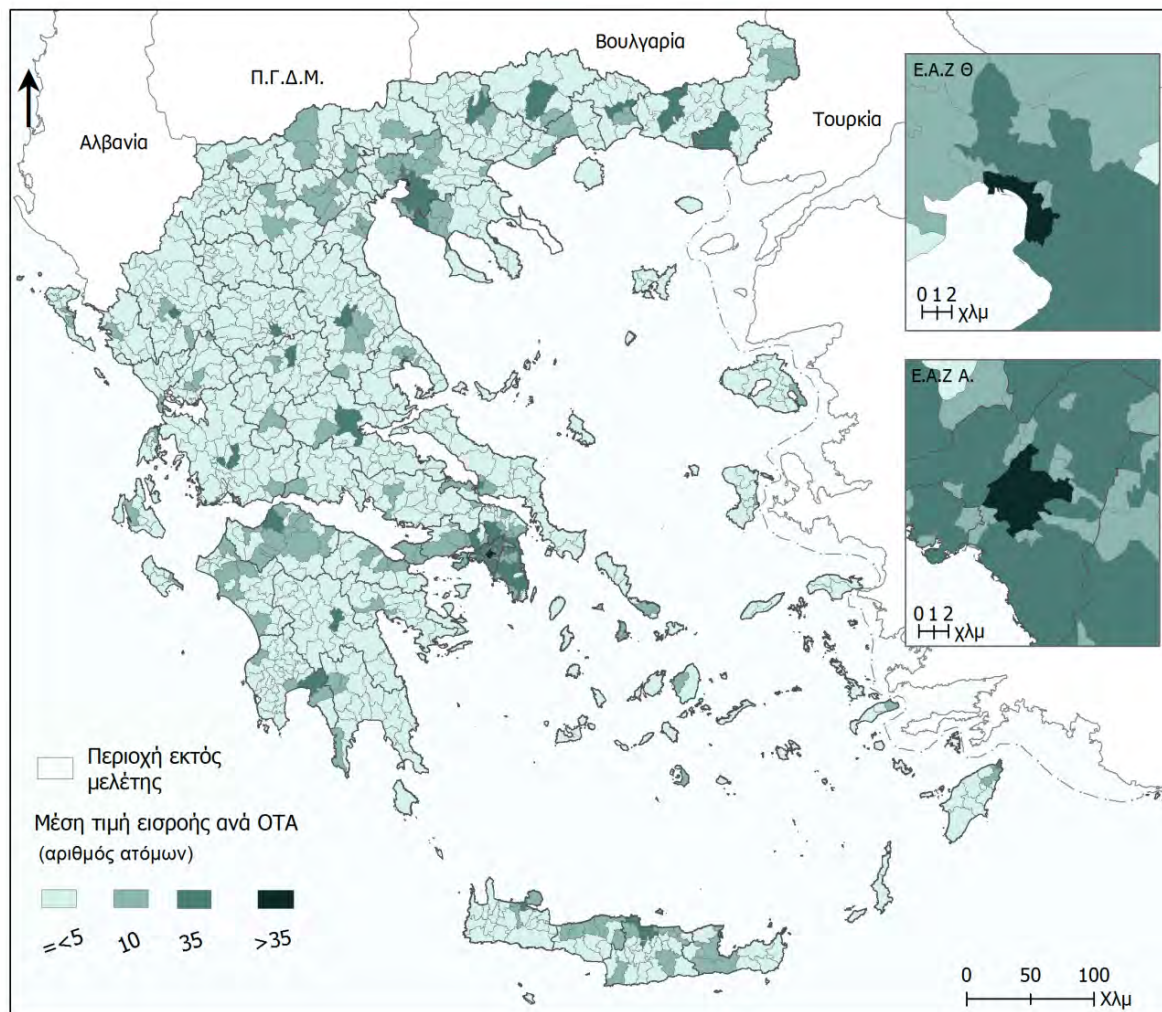 Βουλγαρία
Π.Γ.Δ.Μ.
Αλβανία
Τουρκία
Ε.Α.Ζ Θ
0 1 2
χλμ
Ε.Α.Ζ Α.
0 1 2
χλμ
Περιοχή εκτός
μελέτης
Μέση τιμή εισροής ανά ΟΤΑ
(αριθμός ατόμων)
=<5 10 35 >35
0 50 100
Χλμ